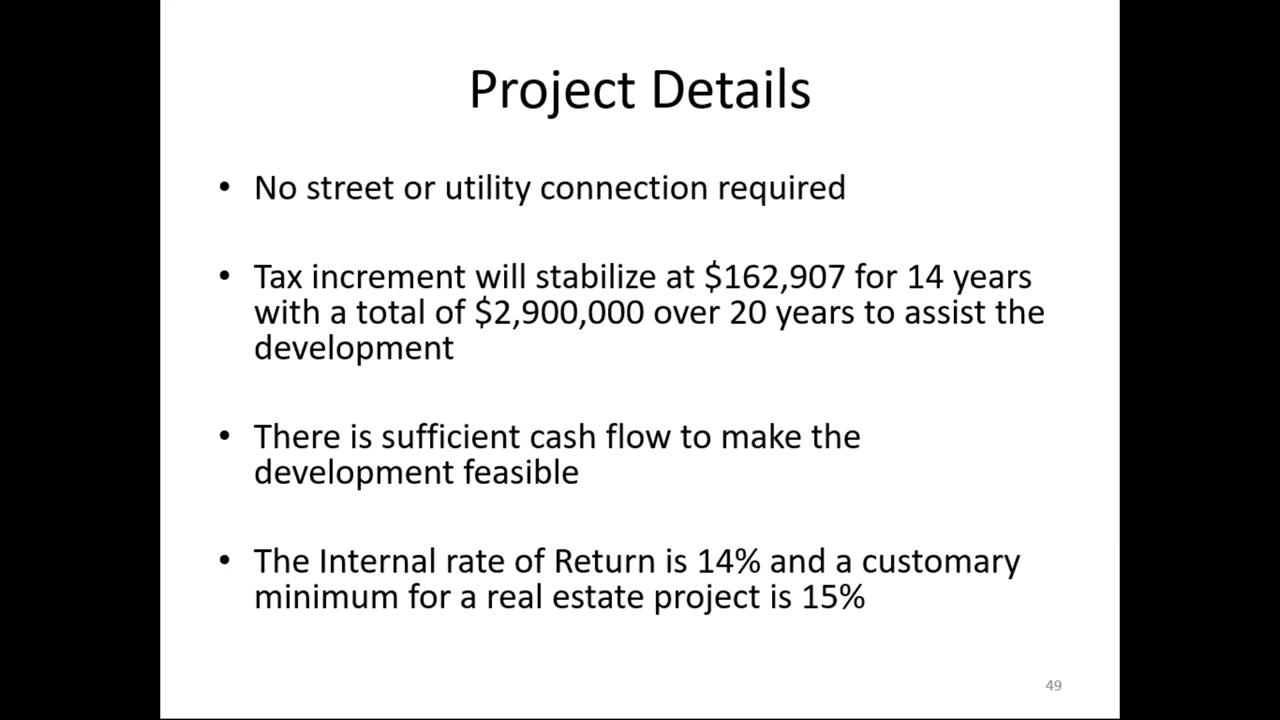 Project Details
• No street or utility connection required
• Tax increment will stabilize at $162,907 for 14 years
with a total of $2,900,000 over 20 years to assist the
development
• There is sufficient cash flow to make the
development feasible
• The Internal rate of Return is 14% and a customary
minimum for a real estate project is 15%
49